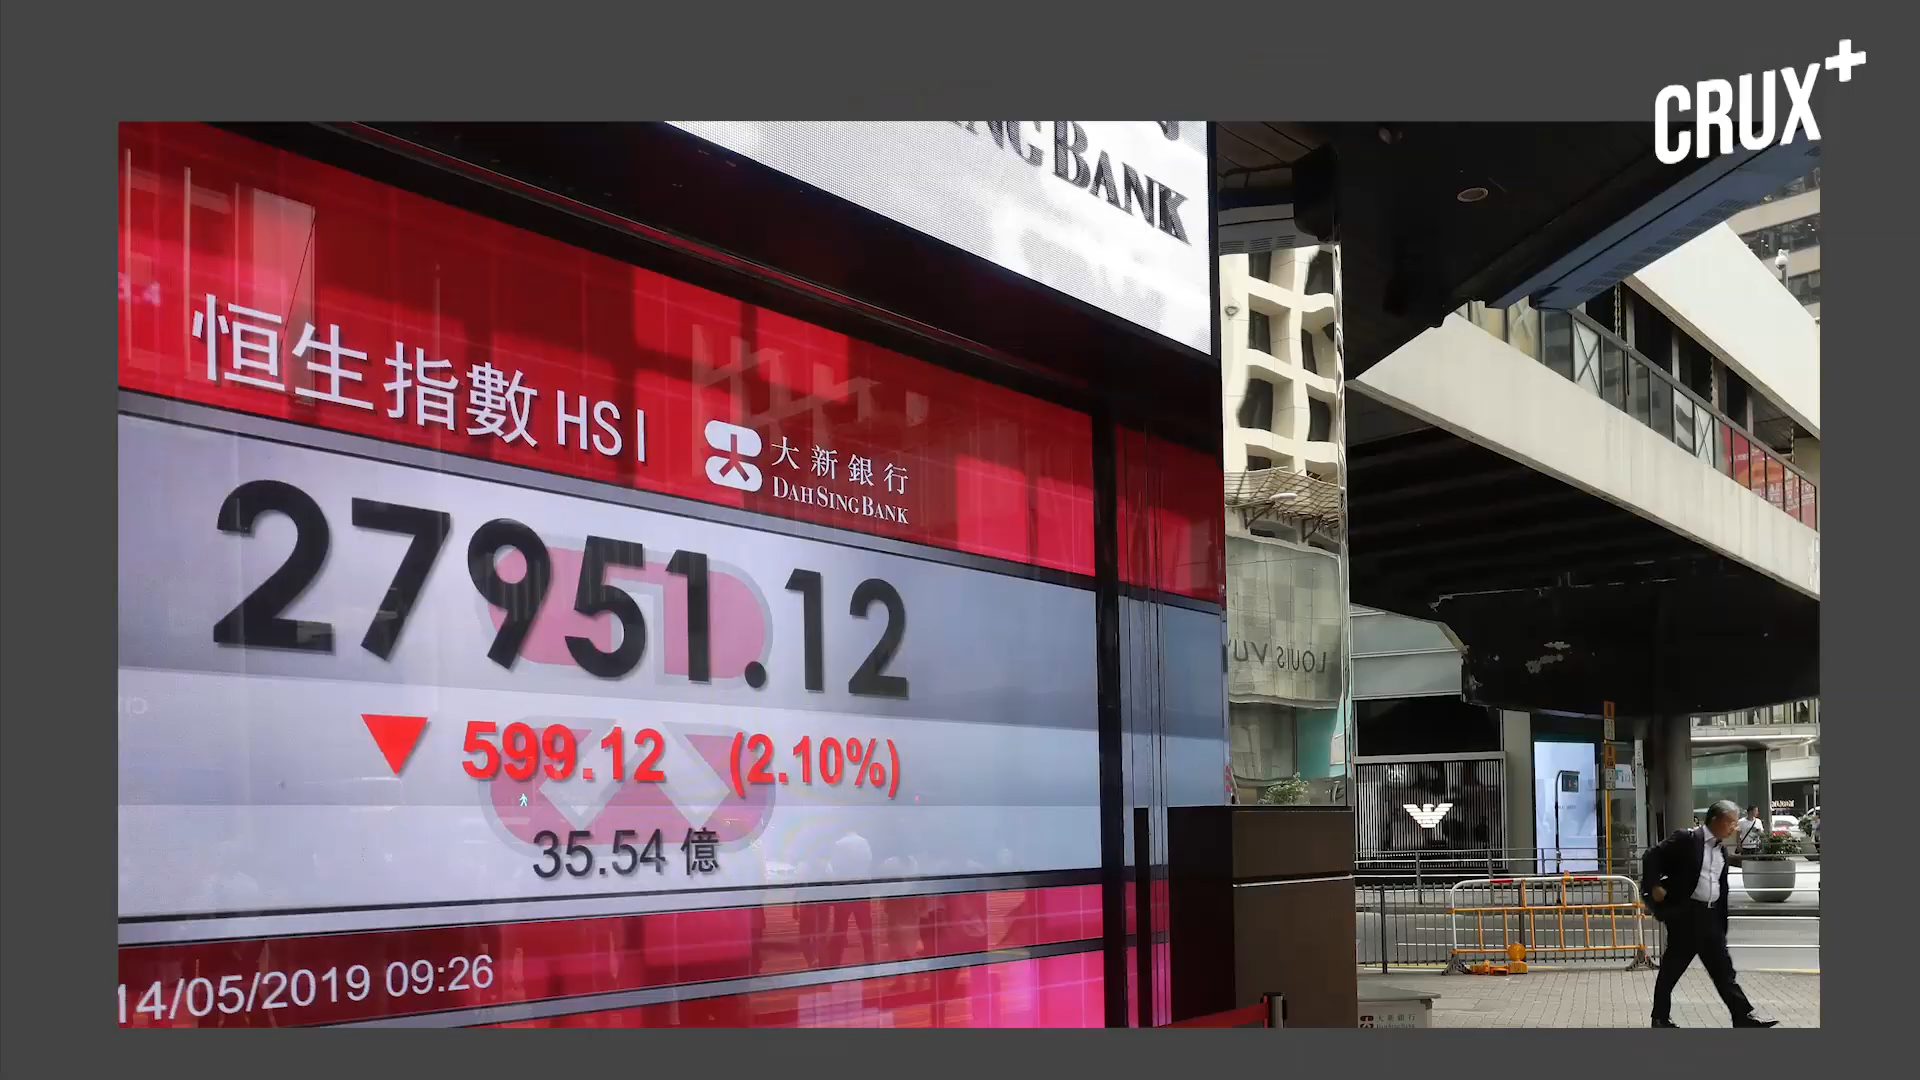 CRUX+
NG BANK
恒生指數 HSI
大新銀行
DAH SING BANK
27951.12
▼ 599.12 (2.10%)
35.54 億
14/05/2019 09:26
LOUIS VU